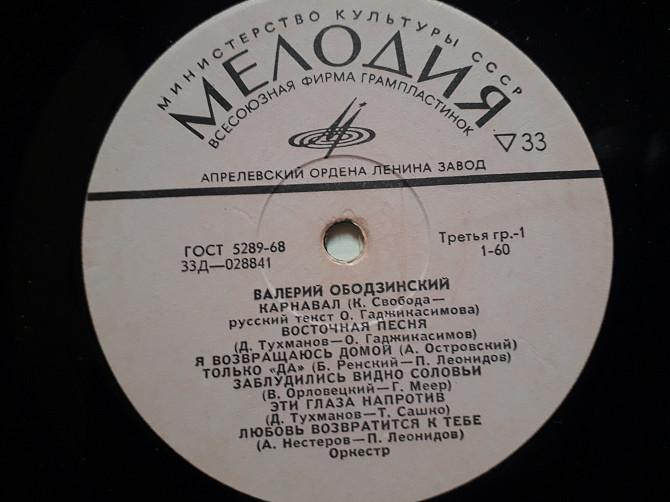 МИНИСТЕРСТВО КУЛЬТУРЫ СССР
МЕЛОДИЯ
ВСЕСОЮЗНАЯ ФИРМА ГРАМПЛАСТИНОК
▽33
АПРЕЛЕВСКИЙ ОРДЕНА ЛЕНИНА ЗАВОД
ГОСТ 5289-68
33Д—028841
Третья гр.-1
1-60
ВАЛЕРИЙ ОБОДЗИНСКИЙ
КАРНАВАЛ (К. Свобода—
русский текст О. Гаджикасимова)
ВОСТОЧНАЯ ПЕСНЯ
(Д. Тухманов—О. Гаджикасимов)
Я ВОЗВРАЩАЮСЬ ДОМОЙ (А. Островский)
ТОЛЬКО «ДА» (Б. Ренский—П. Леонидов)
ЗАБЛУДИЛИСЬ ВИДНО СОЛОВЬИ
(В. Орловецкий—Г. Меер)
ЭТИ ГЛАЗА НАПРОТИВ
(Д. Тухманов—Т. Сашко)
ЛЮБОВЬ ВОЗВРАТИТСЯ К ТЕБЕ
(А. Нестеров—П. Леонидов)
Оркестр